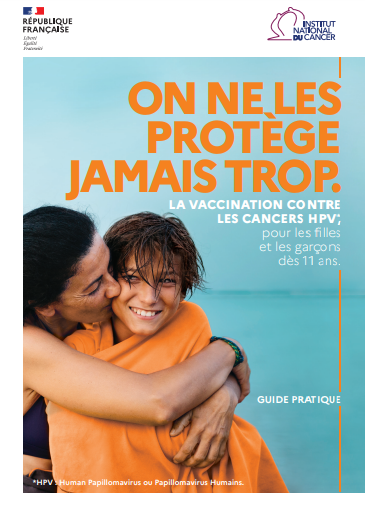 RÉPUBLIQUE
FRANÇAISE
Liberté
Égalité
Fraternité
INSTITUT
NATIONAL
DU CANCER
ON NE LES
PROTÈGE
JAMAIS TROP.
LA VACCINATION CONTRE
LES CANCERS HPV*,
pour les filles
et les garçons
dès 11 ans.
GUIDE PRATIQUE
*HPV : Human Papillomavirus ou Papillomavirus Humains.